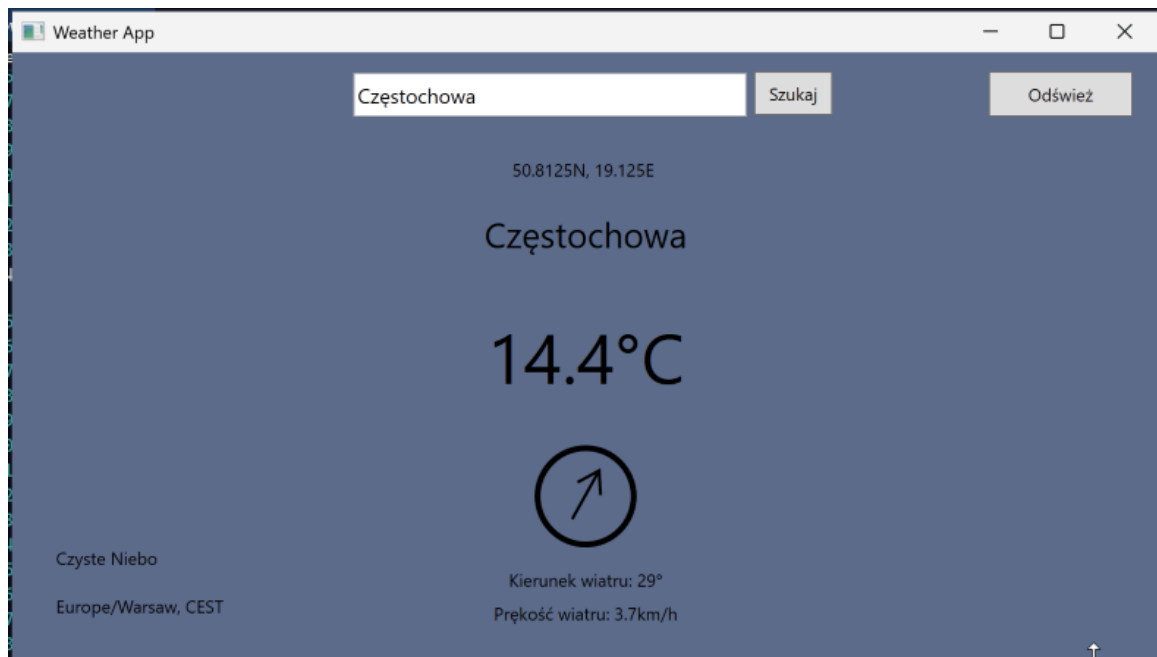 Weather App
Częstochowa
Szukaj
Odśwież
50.8125N, 19.125E
Częstochowa
14.4°C
Czyste Niebo
Kierunek wiatru: 29°
Europe/Warsaw, CEST
Prękość wiatru: 3.7km/h